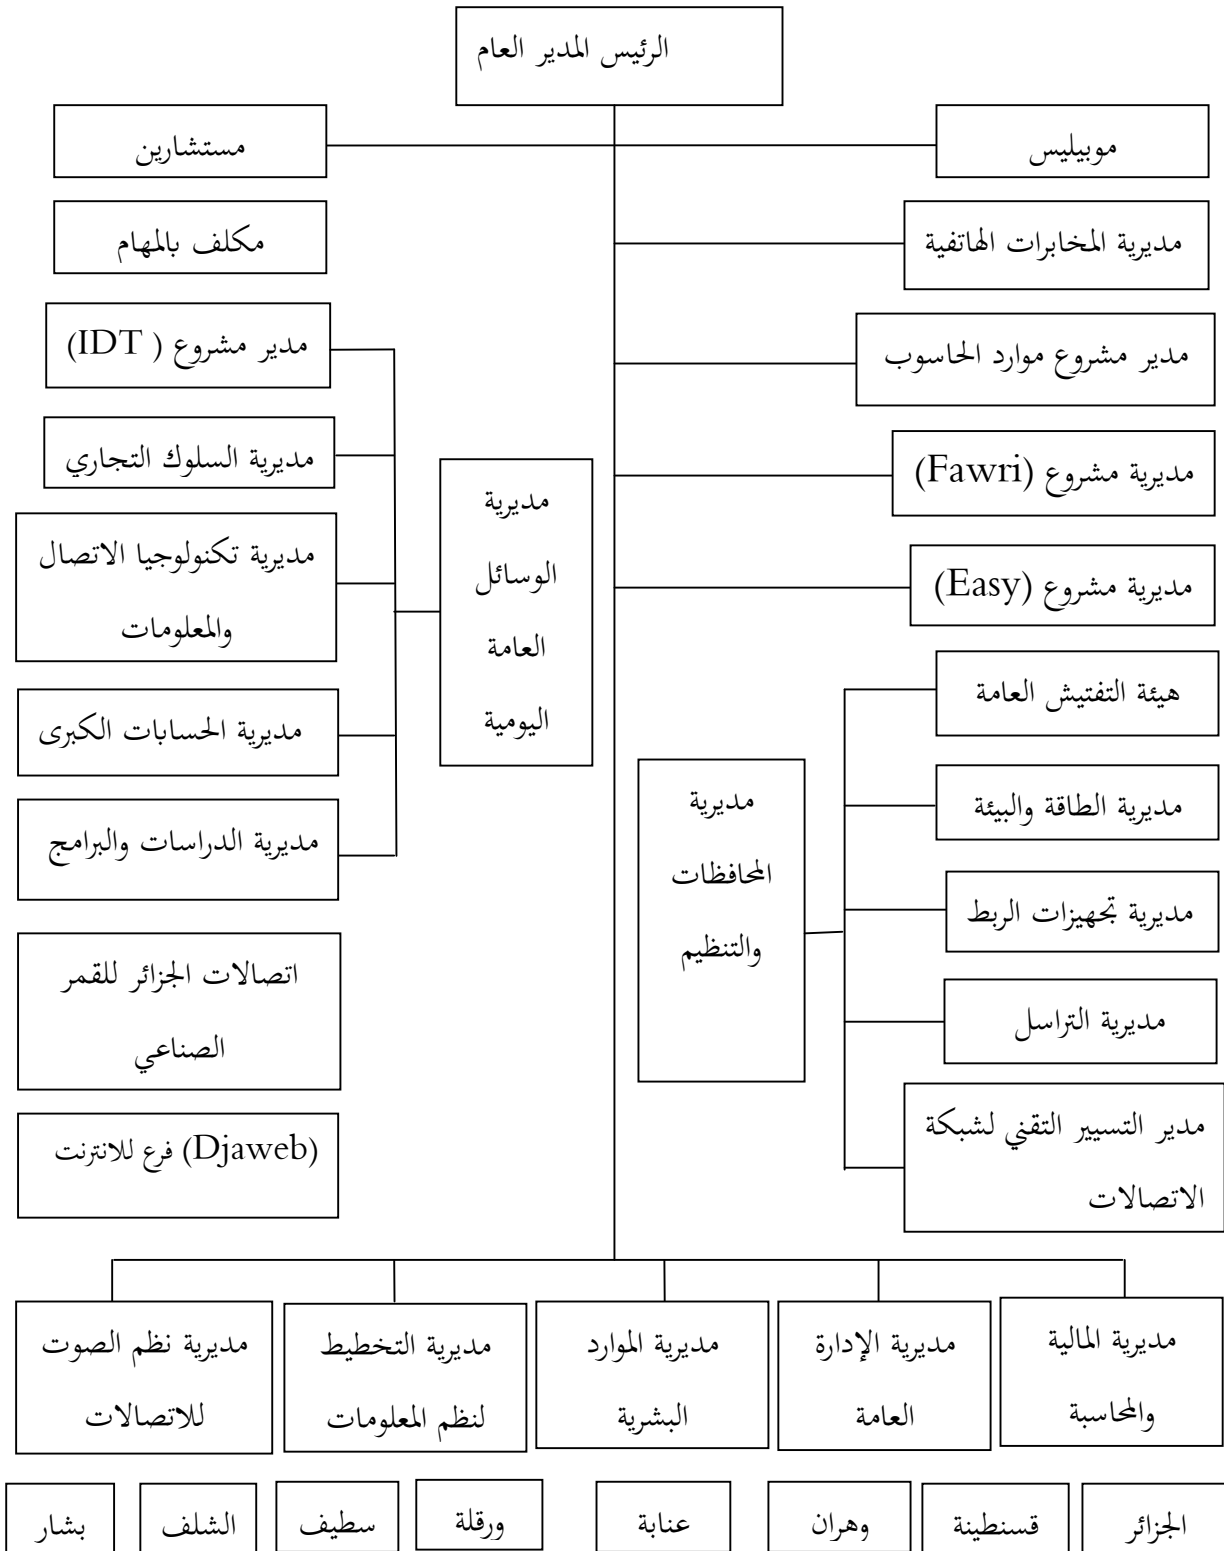 الرئيس المدير العام
موبيليس
مستشارين
مديرية المخابرات الهاتفية
مكلف بالمهام
مدير مشروع موارد الحاسوب
مدير مشروع ( IDT)
مديرية مشروع (Fawri)
مديرية السلوك التجاري
مديرية مشروع (Easy)
مديرية تكنولوجيا الاتصال
والمعلومات
مديرية
الوسائل
العامة
اليومية
هيئة التفتيش العامة
مديرية الحسابات الكبرى
مديرية الطاقة والبيئة
مديرية
المحافظات
والتنظيم
مديرية الدراسات والبرامج
مديرية تجهيزات الربط
اتصالات الجزائر للقمر
الصناعي
مديرية التراسل
مدير التسيير التقني لشبكة
الاتصالات
(Djaweb) فرع للانترنت
مديرية المالية
والمحاسبة
مديرية الإدارة
العامة
مديرية الموارد
البشرية
مديرية التخطيط
لنظم المعلومات
مديرية نظم الصوت
للاتصالات
الجزائر
قسنطينة
وهران
عنابة
ورقلة
سطيف
الشلف
بشار